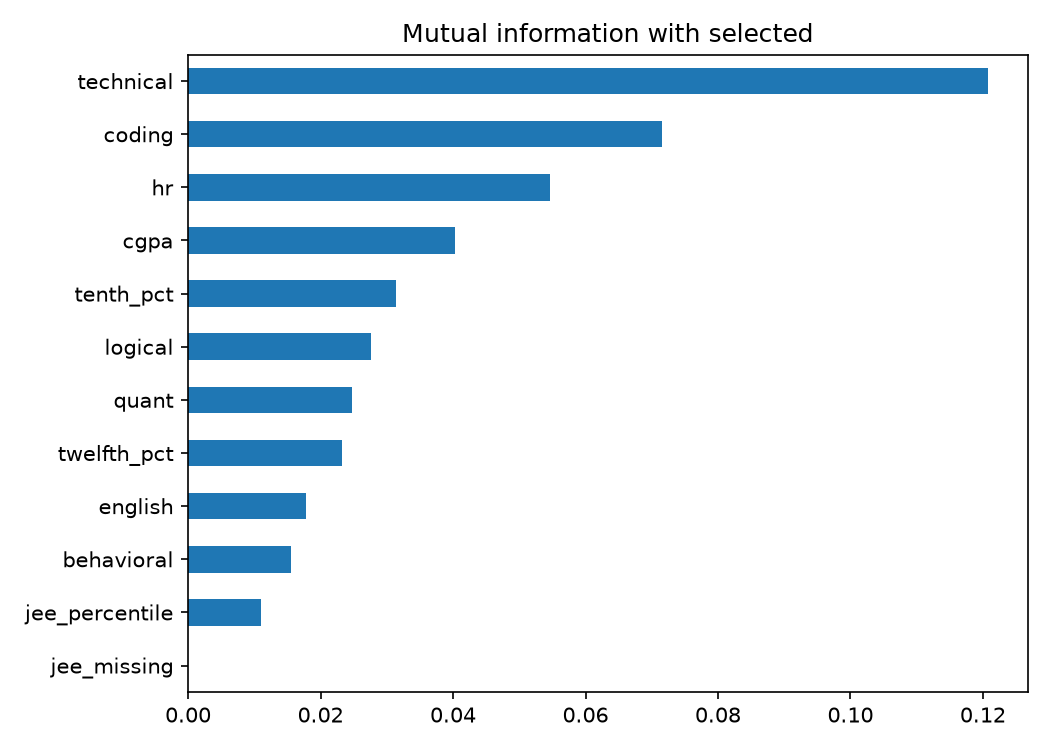 Mutual information with selected
technical
coding
hr
cgpa
tenth_pct
logical
quant
twelfth_pct
english
behavioral
jee_percentile
jee_missing
0.00 0.02 0.04 0.06 0.08 0.10 0.12